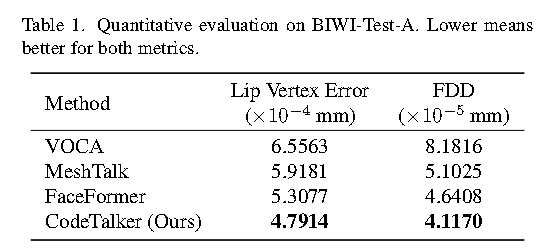 Table 1. Quantitative evaluation on BIWI-Test-A. Lower means
better for both metrics.
Method Lip Vertex Error FDD
(×10−4 mm) (×10−5 mm)
VOCA 6.5563 8.1816
MeshTalk 5.9181 5.1025
FaceFormer 5.3077 4.6408
CodeTalker (Ours) 4.7914 4.1170